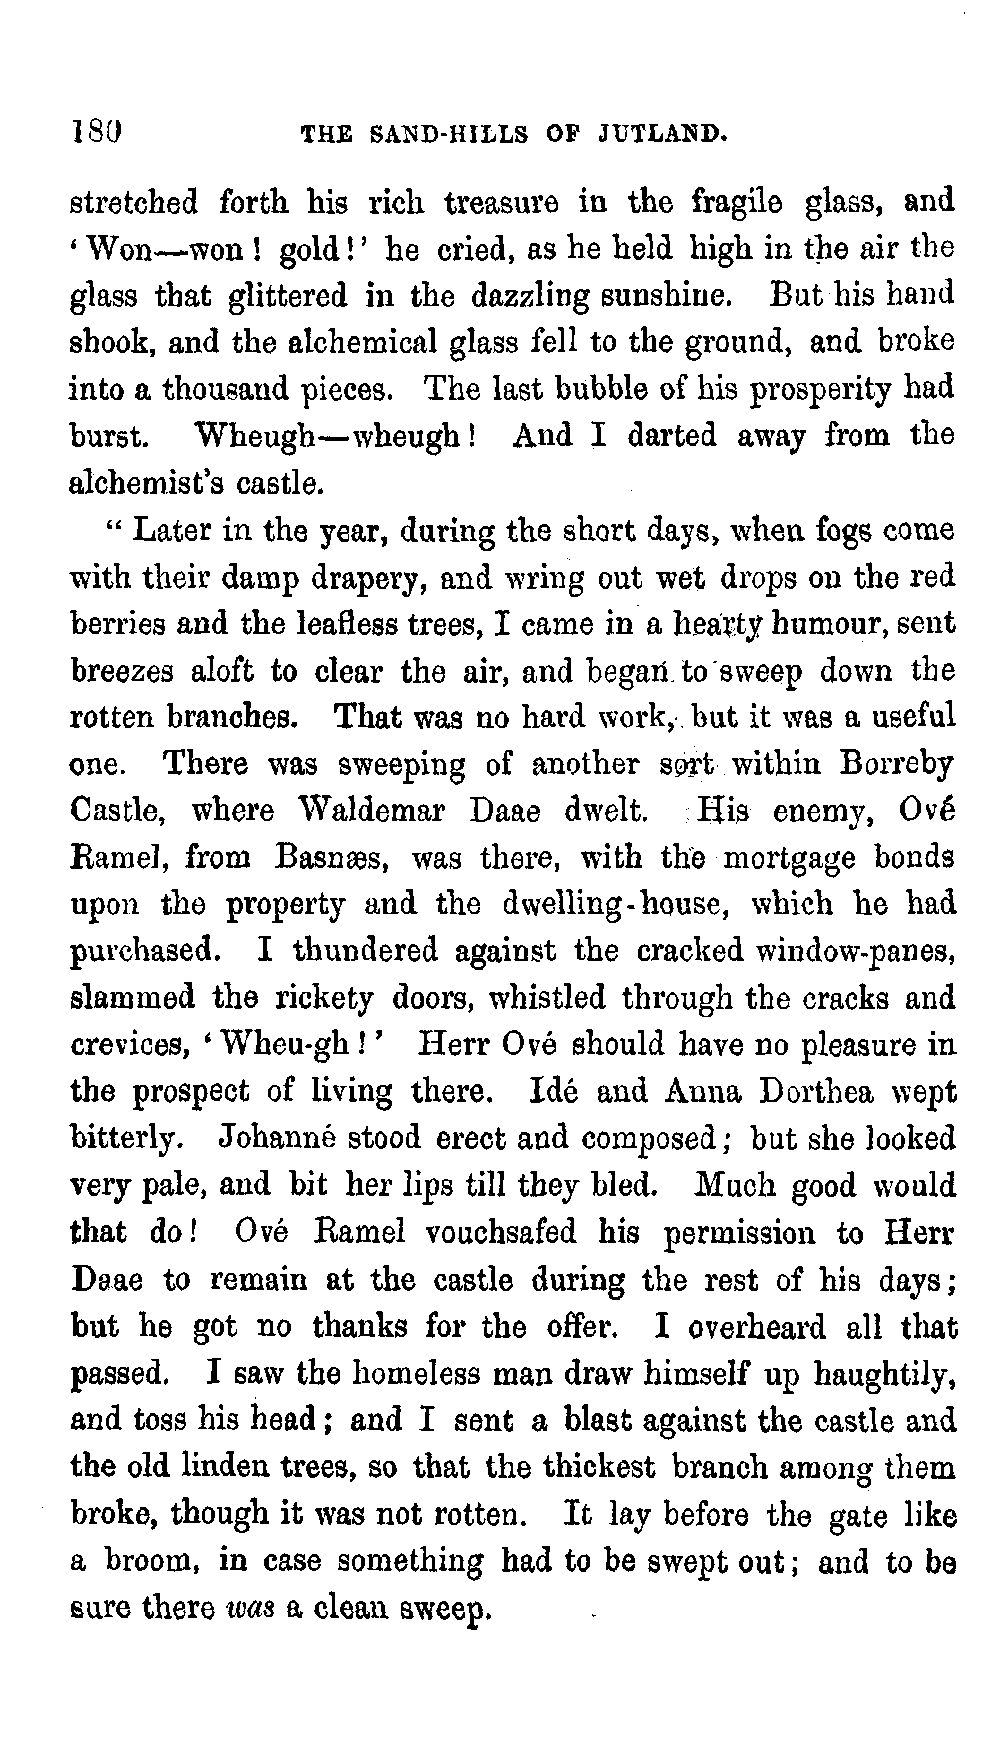 180 THE SAND-HILLS OF JUTLAND.
stretched forth his rich treasure in the fragile glass, and
‘Won—won! gold!’ he cried, as he held high in the air the
glass that glittered in the dazzling sunshine. But his hand
shook, and the alchemical glass fell to the ground, and broke
into a thousand pieces. The last bubble of his prosperity had
burst. Wheugh—wheugh! And I darted away from the
alchemist's castle.
“Later in the year, during the short days, when fogs come
with their damp drapery, and wring out wet drops on the red
berries and the leafless trees, I came in a hearty humour, sent
breezes aloft to clear the air, and began to sweep down the
rotten branches. That was no hard work, but it was a useful
one. There was sweeping of another sort within Borreby
Castle, where Waldemar Daae dwelt. His enemy, Ové
Ramel, from Basnæs, was there, with the mortgage bonds
upon the property and the dwelling-house, which he had
purchased. I thundered against the cracked window-panes,
slammed the rickety doors, whistled through the cracks and
crevices, ‘Wheu-gh!’ Herr Ové should have no pleasure in
the prospect of living there. Idé and Anna Dorthea wept
bitterly. Johanné stood erect and composed; but she looked
very pale, and bit her lips till they bled. Much good would
that do! Ové Ramel vouchsafed his permission to Herr
Daae to remain at the castle during the rest of his days;
but he got no thanks for the offer. I overheard all that
passed. I saw the homeless man draw himself up haughtily,
and toss his head; and I sent a blast against the castle and
the old linden trees, so that the thickest branch among them
broke, though it was not rotten. It lay before the gate like
a broom, in case something had to be swept out; and to be
sure there was a clean sweep.